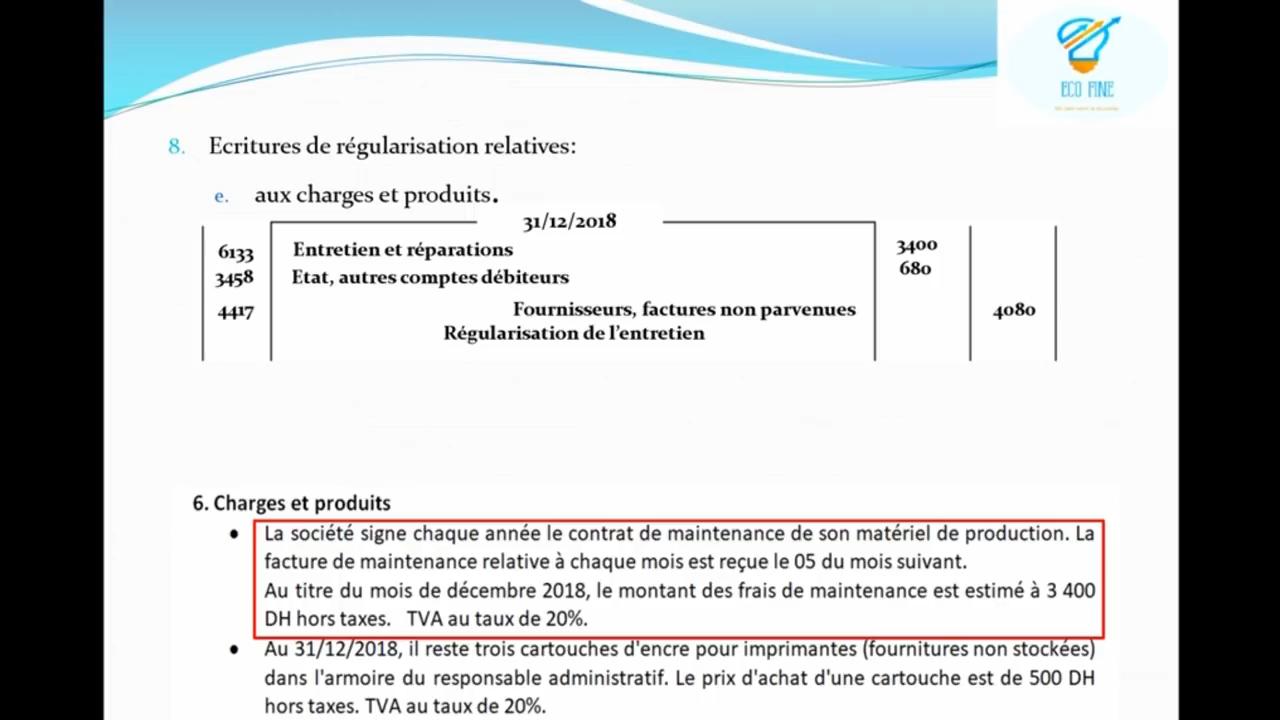 ECO FINE
8. Ecritures de régularisation relatives:
e. aux charges et produits.
31/12/2018
6133 Entretien et réparations 3400
3458 Etat, autres comptes débiteurs 680
4417 Fournisseurs, factures non parvenues 4080
Régularisation de l'entretien
6. Charges et produits
• La société signe chaque année le contrat de maintenance de son matériel de production. La
facture de maintenance relative à chaque mois est reçue le 05 du mois suivant.
Au titre du mois de décembre 2018, le montant des frais de maintenance est estimé à 3 400
DH hors taxes. TVA au taux de 20%.
• Au 31/12/2018, il reste trois cartouches d'encre pour imprimantes (fournitures non stockées)
dans l'armoire du responsable administratif. Le prix d'achat d'une cartouche est de 500 DH
hors taxes. TVA au taux de 20%.